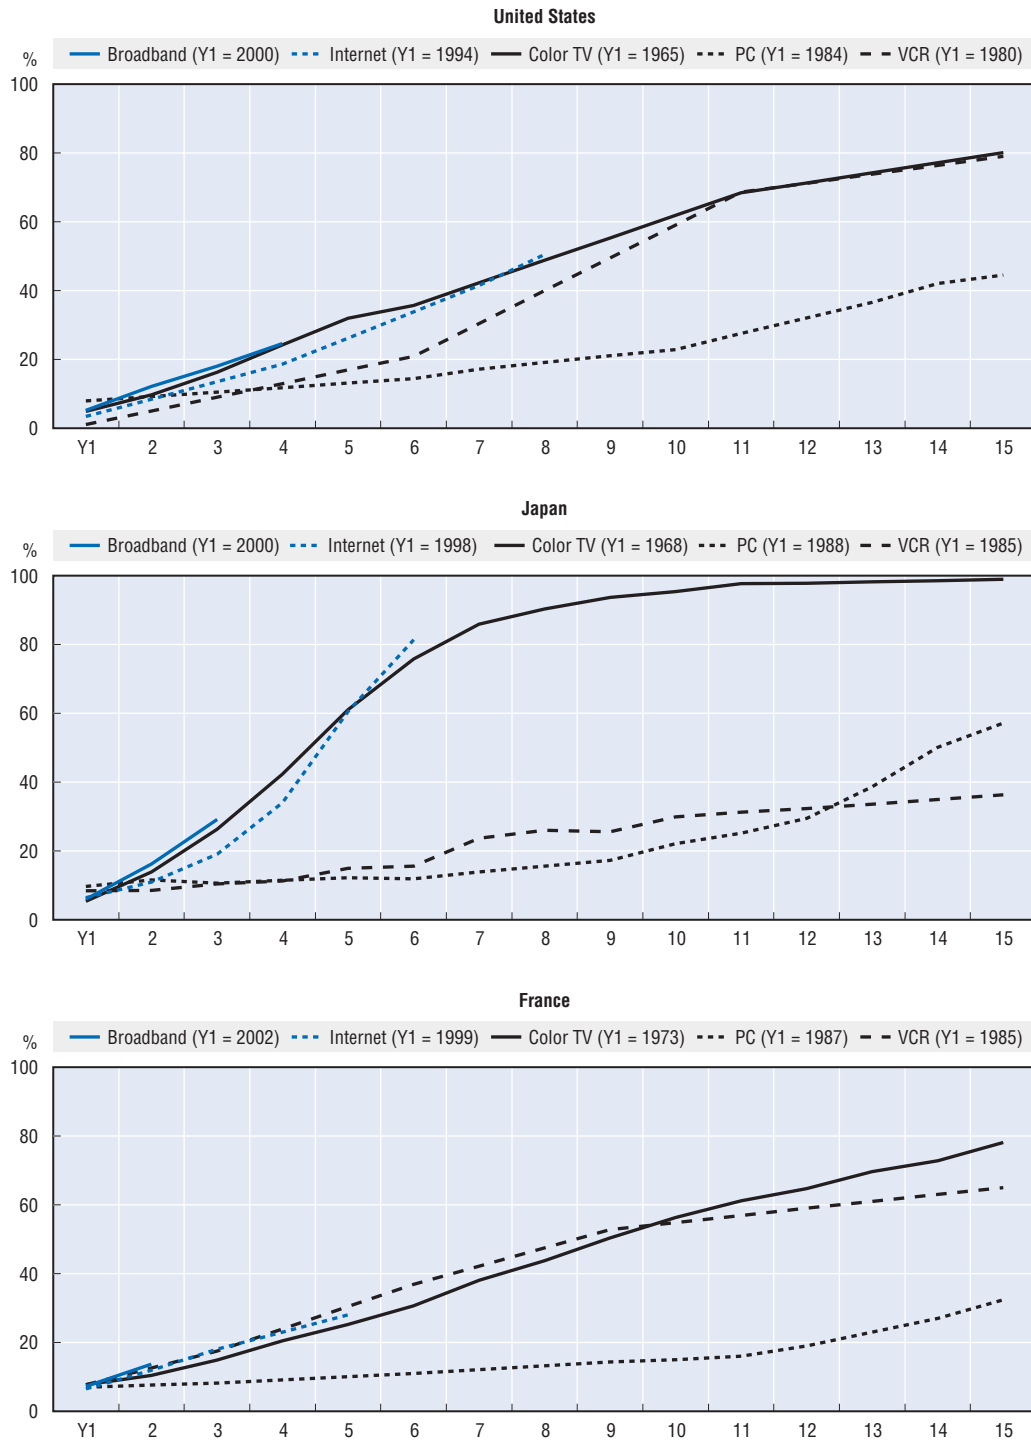 United States
Broadband (Y1 = 2000) Internet (Y1 = 1994) Color TV (Y1 = 1965) PC (Y1 = 1984) VCR (Y1 = 1980)
%
100
80
60
40
20
0
Y1 2 3 4 5 6 7 8 9 10 11 12 13 14 15
Japan
Broadband (Y1 = 2000) Internet (Y1 = 1998) Color TV (Y1 = 1968) PC (Y1 = 1988) VCR (Y1 = 1985)
%
100
80
60
40
20
0
Y1 2 3 4 5 6 7 8 9 10 11 12 13 14 15
France
Broadband (Y1 = 2002) Internet (Y1 = 1999) Color TV (Y1 = 1973) PC (Y1 = 1987) VCR (Y1 = 1985)
%
100
80
60
40
20
0
Y1 2 3 4 5 6 7 8 9 10 11 12 13 14 15